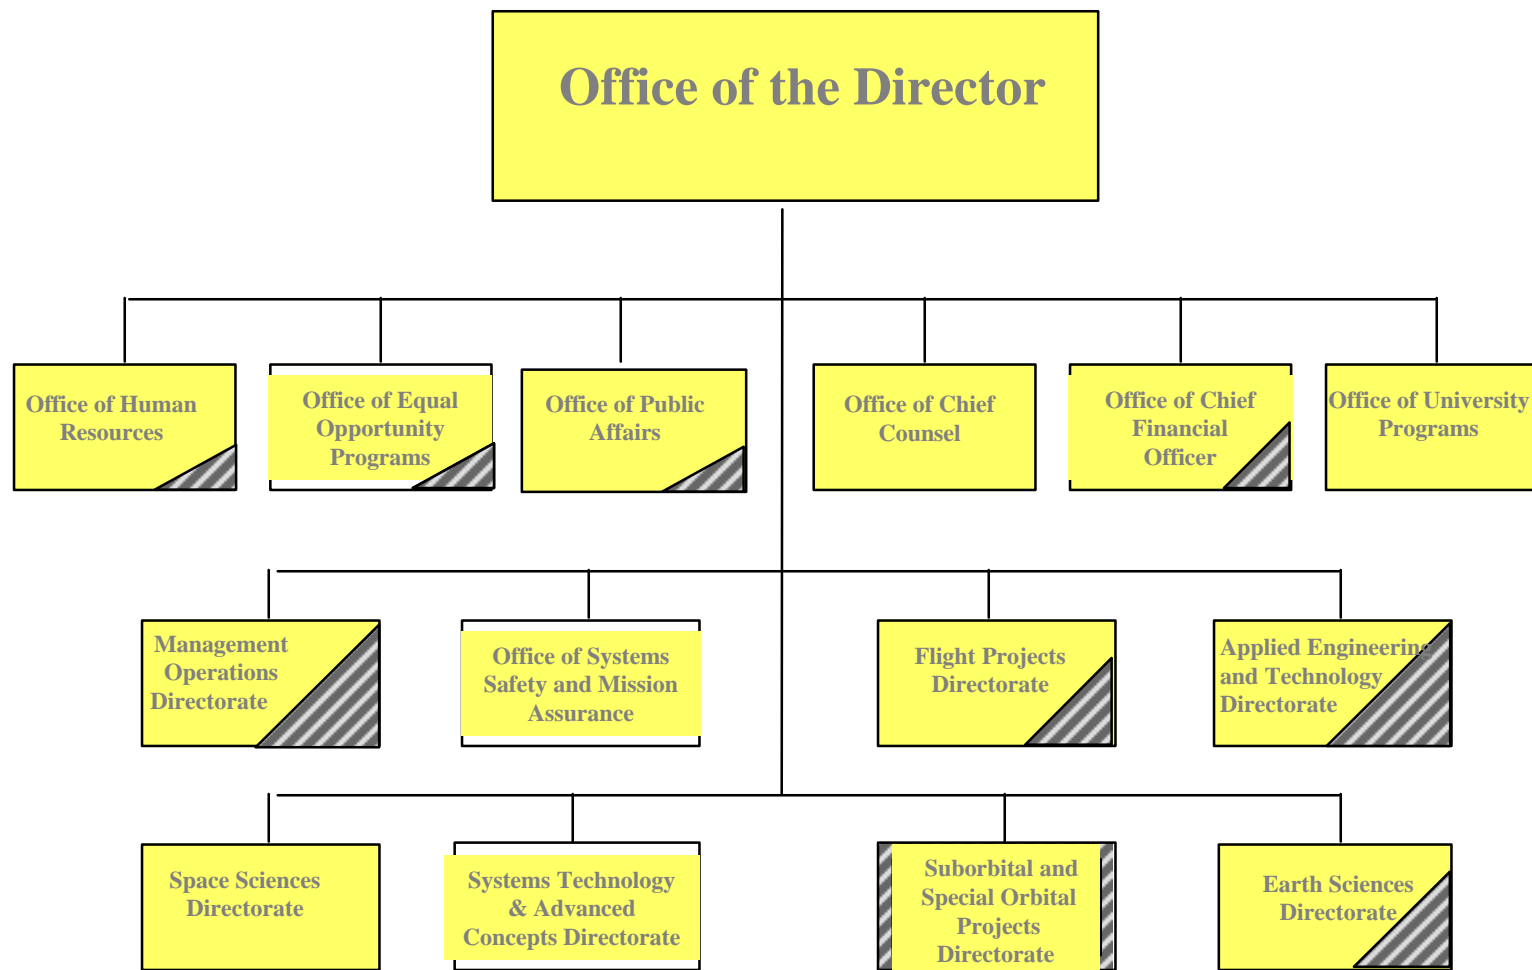 Office of the Director
Office of Human
Resources
Office of Equal
Opportunity
Programs
Office of Public
Affairs
Office of Chief
Counsel
Office of Chief
Financial
Officer
Office of University
Programs
Management
Operations
Directorate
Office of Systems
Safety and Mission
Assurance
Flight Projects
Directorate
Applied Engineering
and Technology
Directorate
Space Sciences
Directorate
Systems Technology
& Advanced
Concepts Directorate
Suborbital and
Special Orbital
Projects
Directorate
Earth Sciences
Directorate